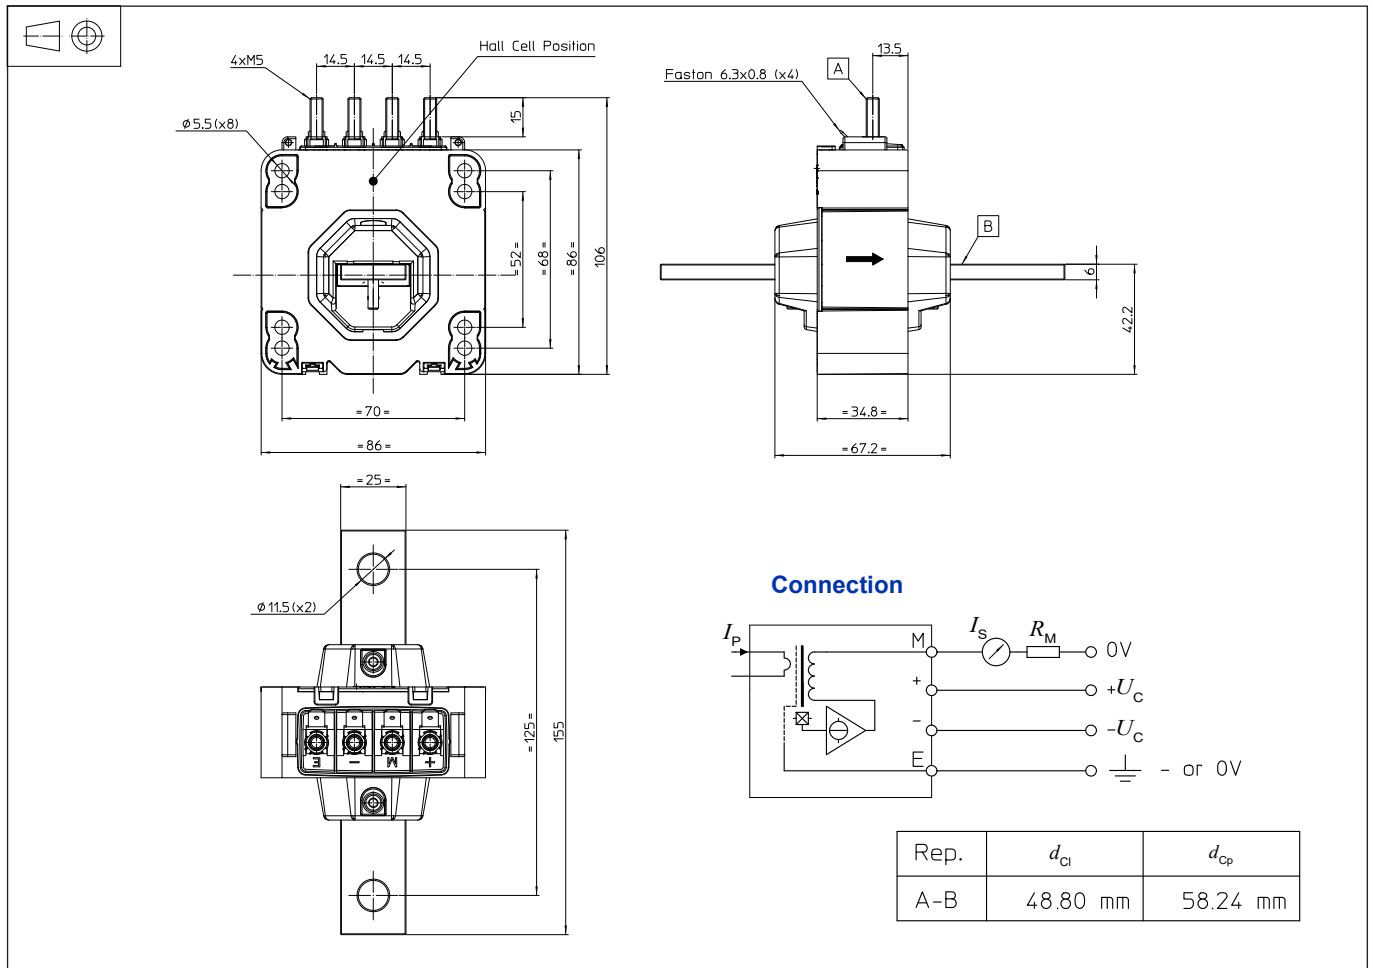 Hall Cell Position
4xM5
14.5 14.5 14.5
13.5
Faston 6.3x0.8 (x4)
A
15
ø5.5(x8)
B
=52=
=68=
=86=
106
6
42.2
=70=
=34.8=
=86=
=67.2=
=25=
ø11.5(x2)
=125=
155
E - M +
Connection
IP
M
IS
RM
0V
+
+UC
-
-UC
E
- or 0V
Rep. dCl dCp
A-B 48.80 mm 58.24 mm